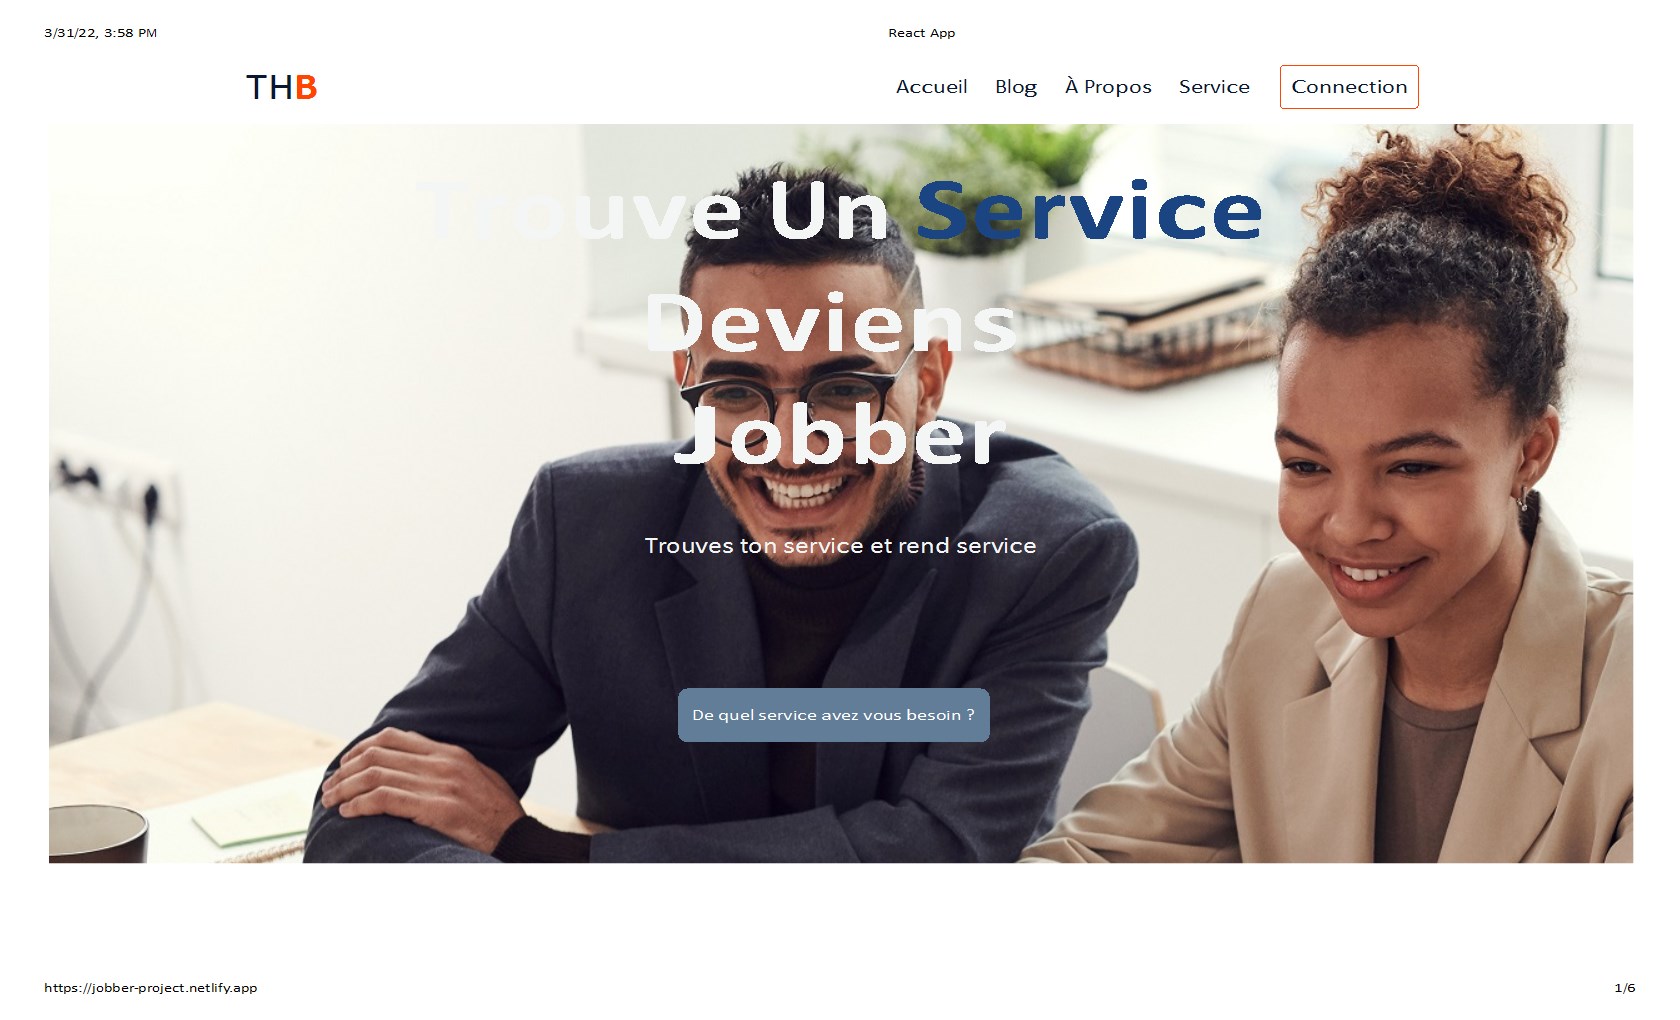 3/31/22, 3:58 PM
React App
THB
Accueil Blog À Propos Service Connection
Trouve Un Service
Deviens
Jobber
Trouves ton service et rend service
De quel service avez vous besoin ?
https://jobber-project.netlify.app
1/6